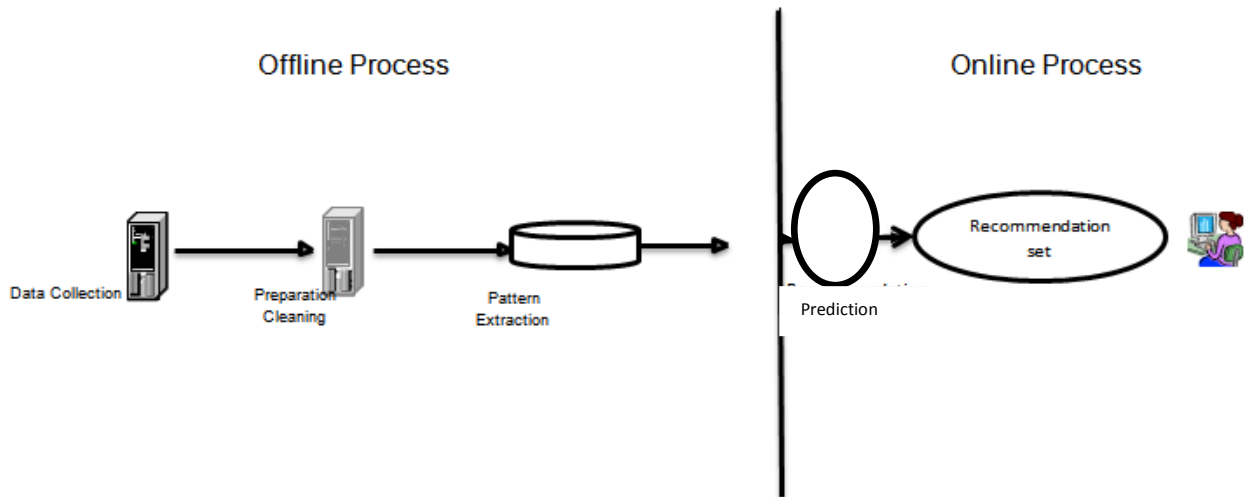 Offline Process
Online Process
Recommendation
set
Data Collection
Preparation
Cleaning
Pattern
Extraction
Prediction